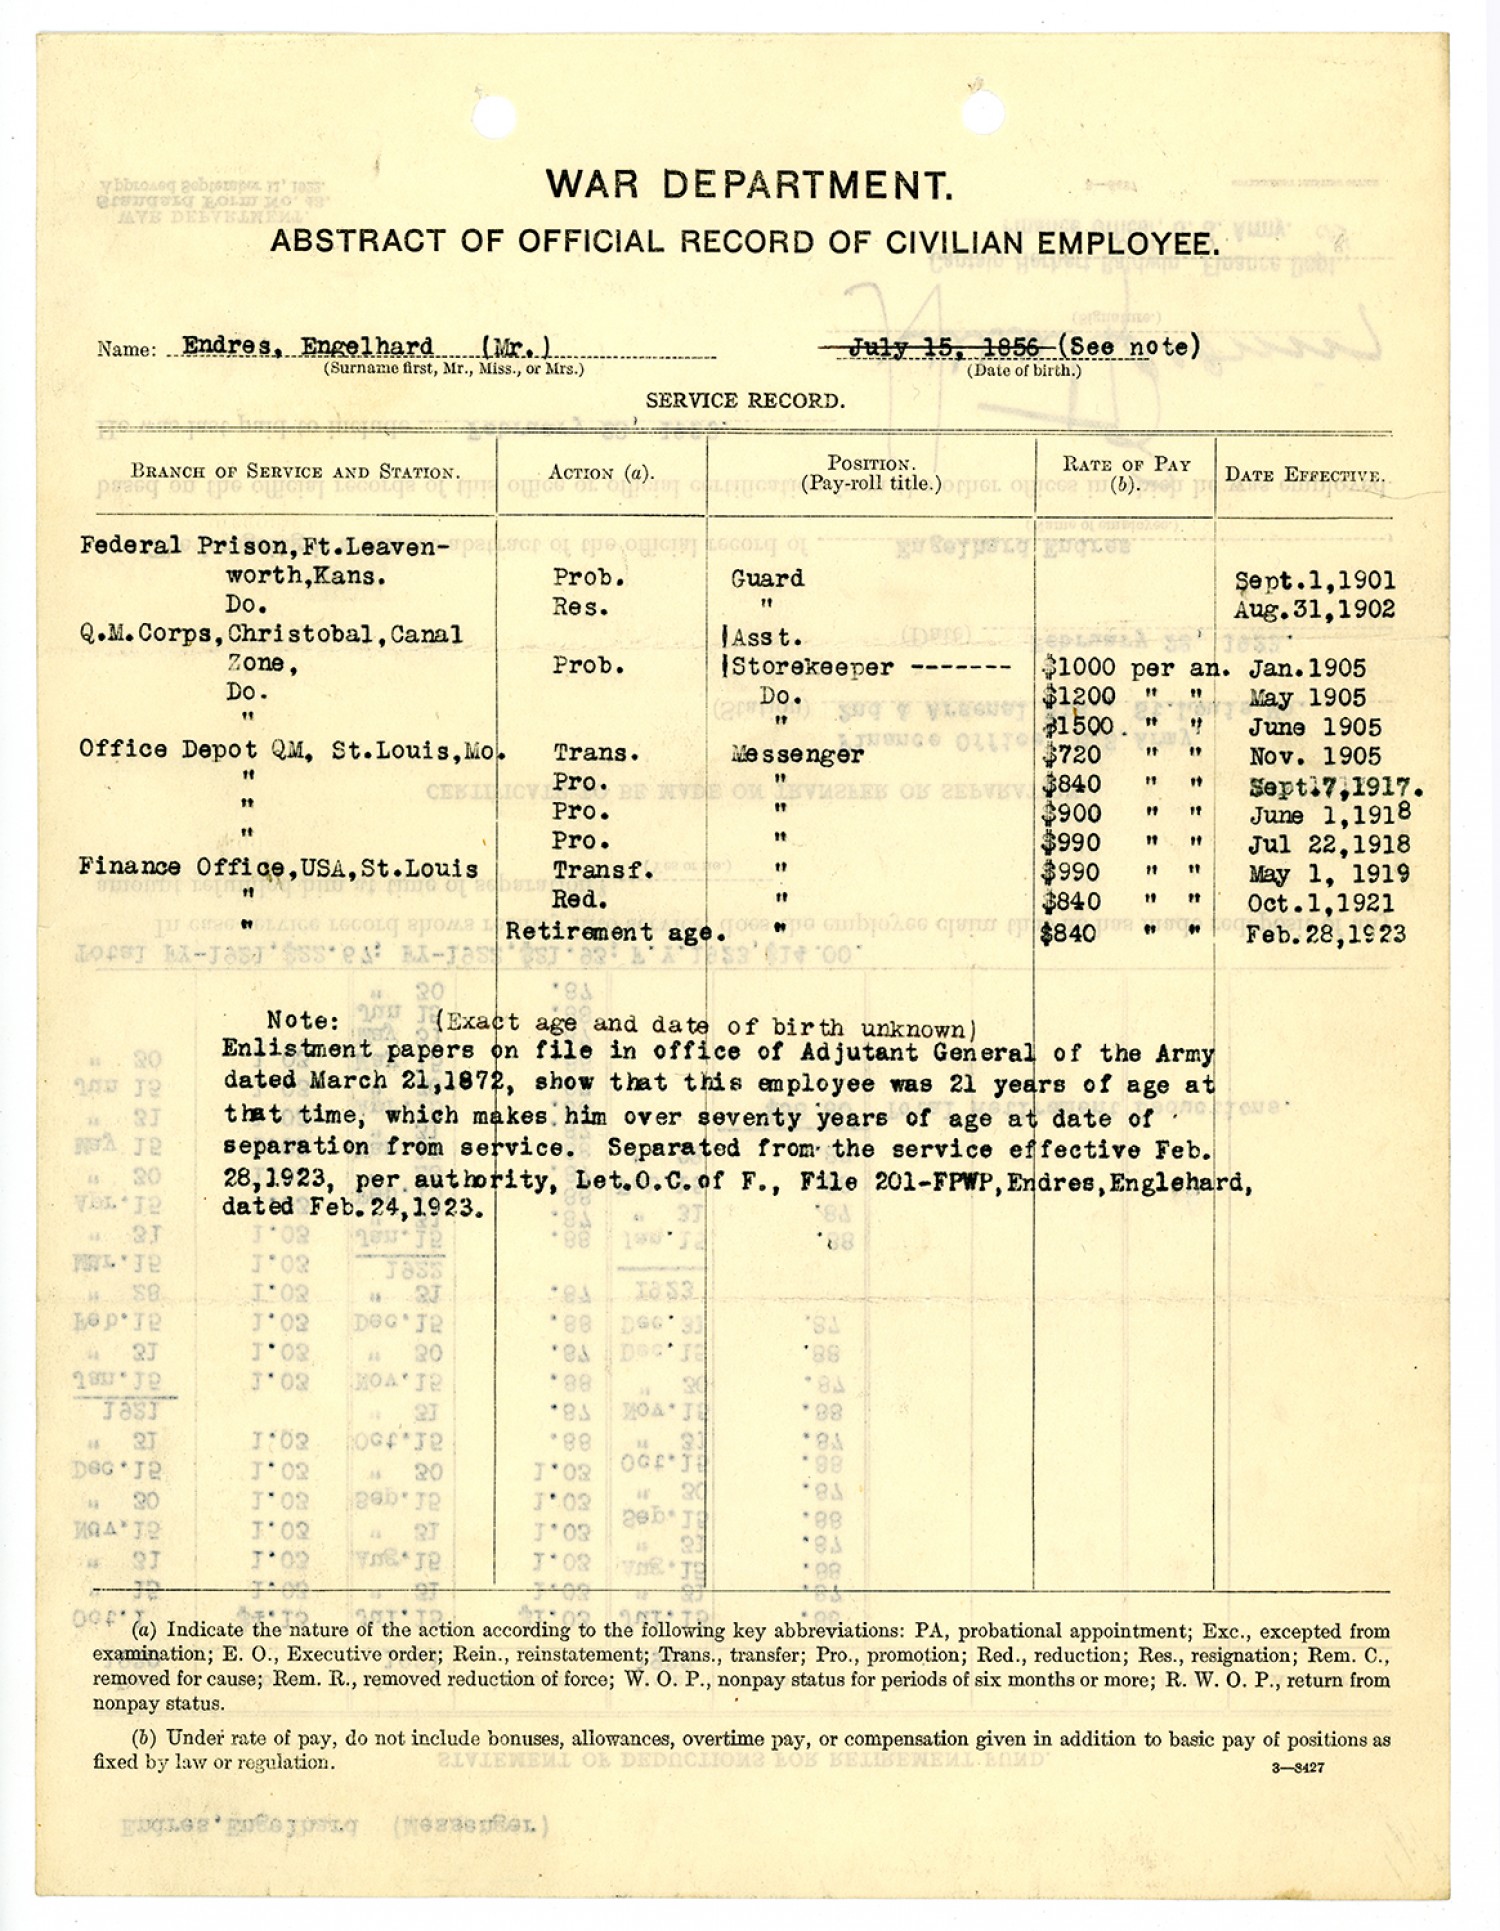 WAR DEPARTMENT.
ABSTRACT OF OFFICIAL RECORD OF CIVILIAN EMPLOYEE.
Name: Endres, Engelhard (Mr.) July 15, 1856 (See note)
(Surname first, Mr., Miss., or Mrs.) (Date of birth.)
SERVICE RECORD.
BRANCH OF SERVICE AND STATION. ACTION (a). POSITION. (Pay-roll title.) RATE OF PAY (b). DATE EFFECTIVE.
Federal Prison,Ft.Leaven-
worth,Kans. Prob. Guard Sept.1,1901
Do. Res. " Aug.31,1902
Q.M.Corps,Christobal,Canal Asst.
Zone, Prob. Storekeeper ------- $1000 per an. Jan.1905
Do. Do. $1200 " " May 1905
" " $1500. " " June 1905
Office Depot QM, St.Louis,Mo. Trans. Messenger $720 " " Nov. 1905
" Pro. " $840 " " Sept.7,1917.
" Pro. " $900 " " June 1,1918
" Pro. " $990 " " Jul 22,1918
Finance Office,USA,St.Louis Transf. " $990 " " May 1, 1919
" Red. " $840 " " Oct.1,1921
" Retirement age. " $840 " " Feb.28,1923
Note: (Exact age and date of birth unknown)
Enlistment papers on file in office of Adjutant General of the Army
dated March 21,1872, show that this employee was 21 years of age at
that time, which makes him over seventy years of age at date of
separation from service. Separated from the service effective Feb.
28,1923, per authority, Let.O.C.of F., File 201-FPWP,Endres,Englehard,
dated Feb.24,1923.
(a) Indicate the nature of the action according to the following key abbreviations: PA, probational appointment; Exc., excepted from
examination; E. O., Executive order; Rein., reinstatement; Trans., transfer; Pro., promotion; Red., reduction; Res., resignation; Rem. C.,
removed for cause; Rem. R., removed reduction of force; W. O. P., nonpay status for periods of six months or more; R. W. O. P., return from
nonpay status.
(b) Under rate of pay, do not include bonuses, allowances, overtime pay, or compensation given in addition to basic pay of positions as
fixed by law or regulation.
3—8427